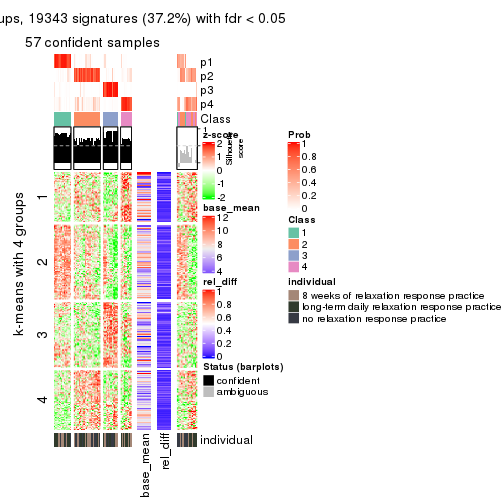 ups, 19343 signatures (37.2%) with fdr < 0.05
57 confident samples
p1
p2
p3
p4
Class
1
Silhouette score
z-score
2
1
0
-1
-2
base_mean
12
10
8
6
4
rel_diff
1
0.8
0.6
0.4
0.2
0
Status (barplots)
confident
ambiguous
Prob
1
0.8
0.6
0.4
0.2
0
Class
1
2
3
4
individual
8 weeks of relaxation response practice
long-term daily relaxation response practice
no relaxation response practice
k-means with 4 groups
1
2
3
4
individual
base_mean
rel_diff